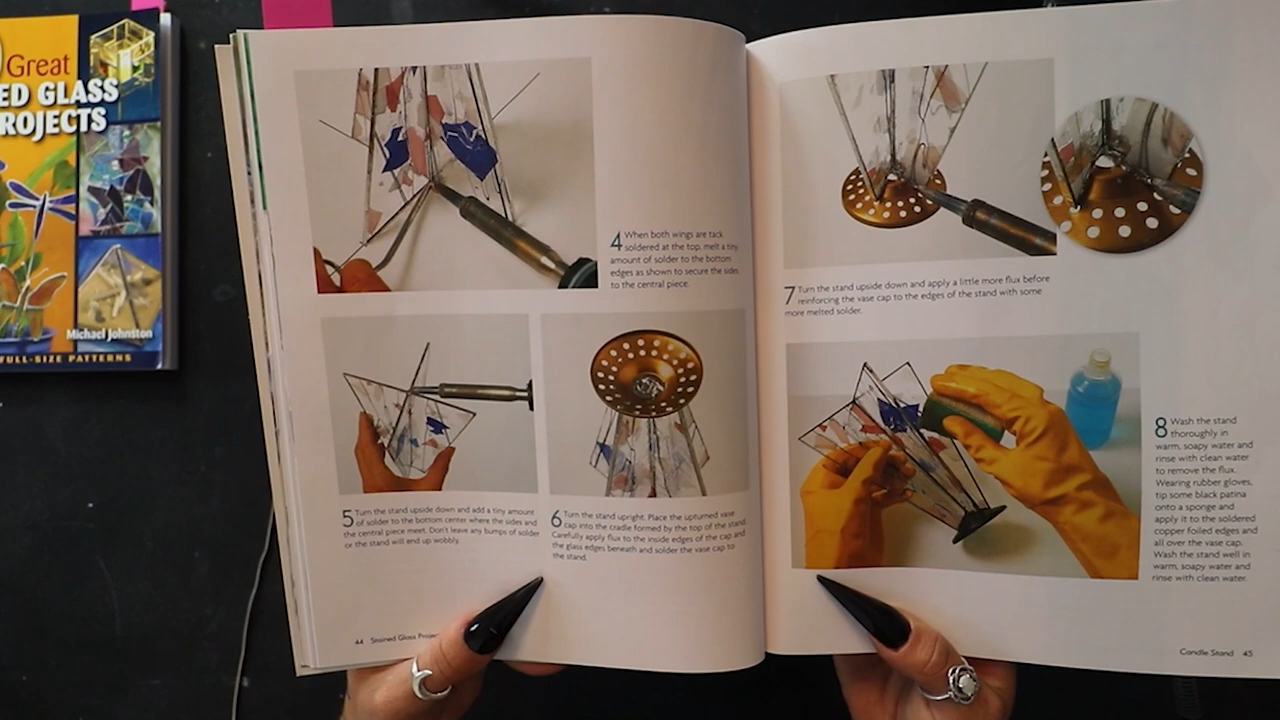 Great
ED GLASS
ROJECTS
Michael Johnston
FULL-SIZE PATTERNS
4 When both wings are tack
soldered at the top, melt a tiny
amount of solder to the bottom
edges as shown to secure the sides
to the central piece.
5 Turn the stand upside down and add a tiny amount
of solder to the bottom center where the sides and
the central piece meet. Don't leave any bumps of solder
or the stand will end up wobbly.
6 Turn the stand upright. Place the upturned vase
cap into the cradle formed by the top of the stand.
Carefully apply flux to the inside edges of the cap and
the glass edges beneath and solder the vase cap to
the stand.
44 Stained Glass Projec
7 Turn the stand upside down and apply a little more flux before
reinforcing the vase cap to the edges of the stand with some
more melted solder.
8 Wash the stand
thoroughly in
warm, soapy water and
rinse with clean water
to remove the flux.
Wearing rubber gloves,
tip some black patina
onto a sponge and
apply it to the soldered
copper foiled edges and
all over the vase cap.
Wash the stand well in
warm, soapy water and
rinse with clean water.
Candle Stand 45